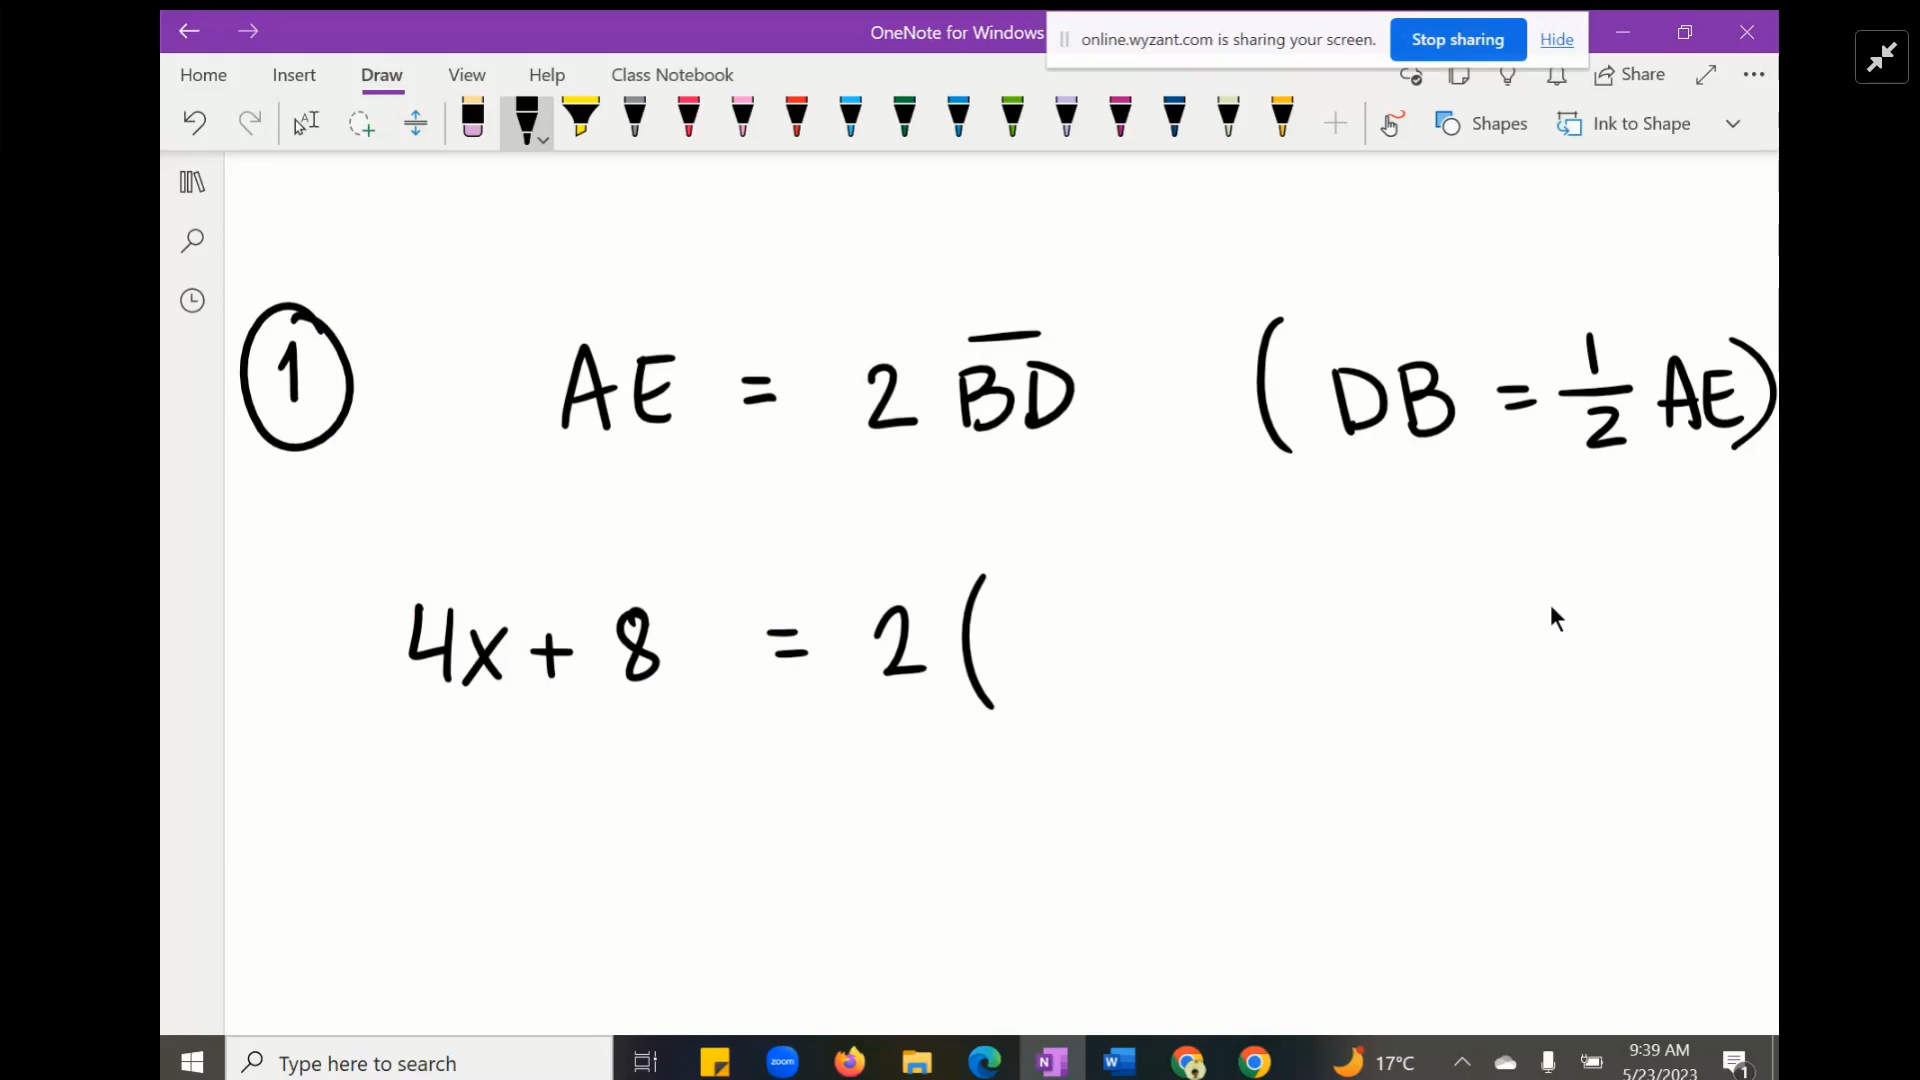 OneNote for Windows
online.wyzant.com is sharing your screen. Stop sharing Hide
Home Insert Draw View Help Class Notebook Share
Shapes Ink to Shape
1 AE = 2 B̅D̅ ( DB = 1/2 AE )
4x + 8 = 2 (
Type here to search
zoom
N
W
17°C
9:39 AM
5/23/2023
1